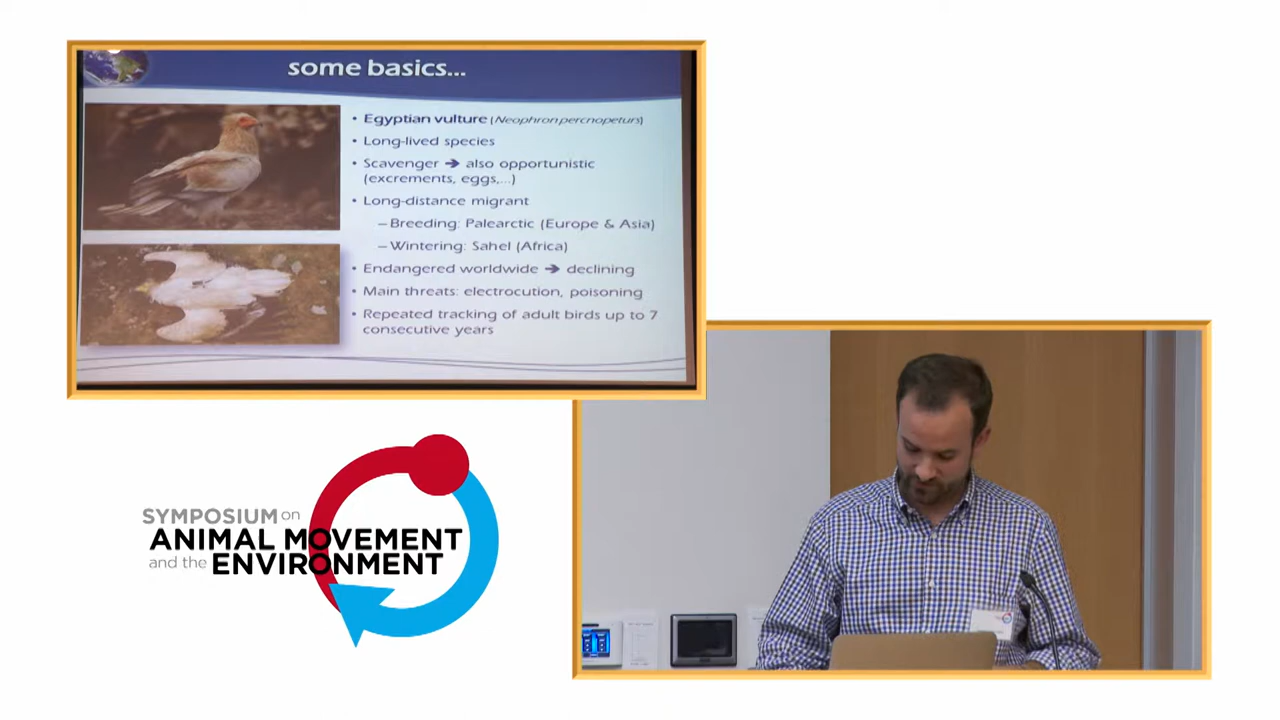 some basics...
• Egyptian vulture (Neophron percnopeturs)
• Long-lived species
• Scavenger ➔ also opportunistic
(excrements, eggs,...)
• Long-distance migrant
– Breeding: Palearctic (Europe & Asia)
– Wintering: Sahel (Africa)
• Endangered worldwide ➔ declining
• Main threats: electrocution, poisoning
• Repeated tracking of adult birds up to 7
consecutive years
SYMPOSIUM on
ANIMAL MOVEMENT
and the ENVIRONMENT